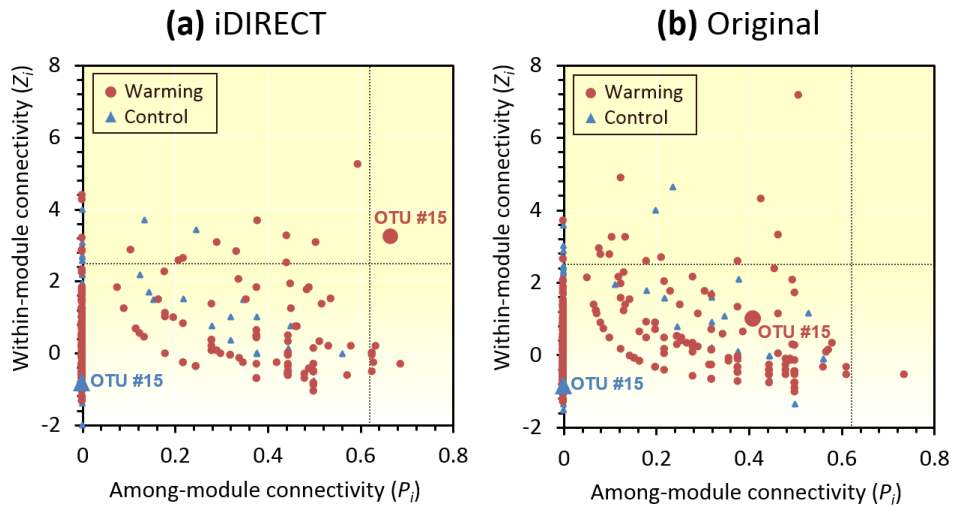 (a) iDIRECT
Within-module connectivity (Zi)
8
6
4
2
0
-2
Warming
Control
OTU #15
OTU #15
0 0.2 0.4 0.6 0.8
Among-module connectivity (Pi)
(b) Original
Within-module connectivity (Zi)
8
6
4
2
0
-2
Warming
Control
OTU #15
OTU #15
0 0.2 0.4 0.6 0.8
Among-module connectivity (Pi)